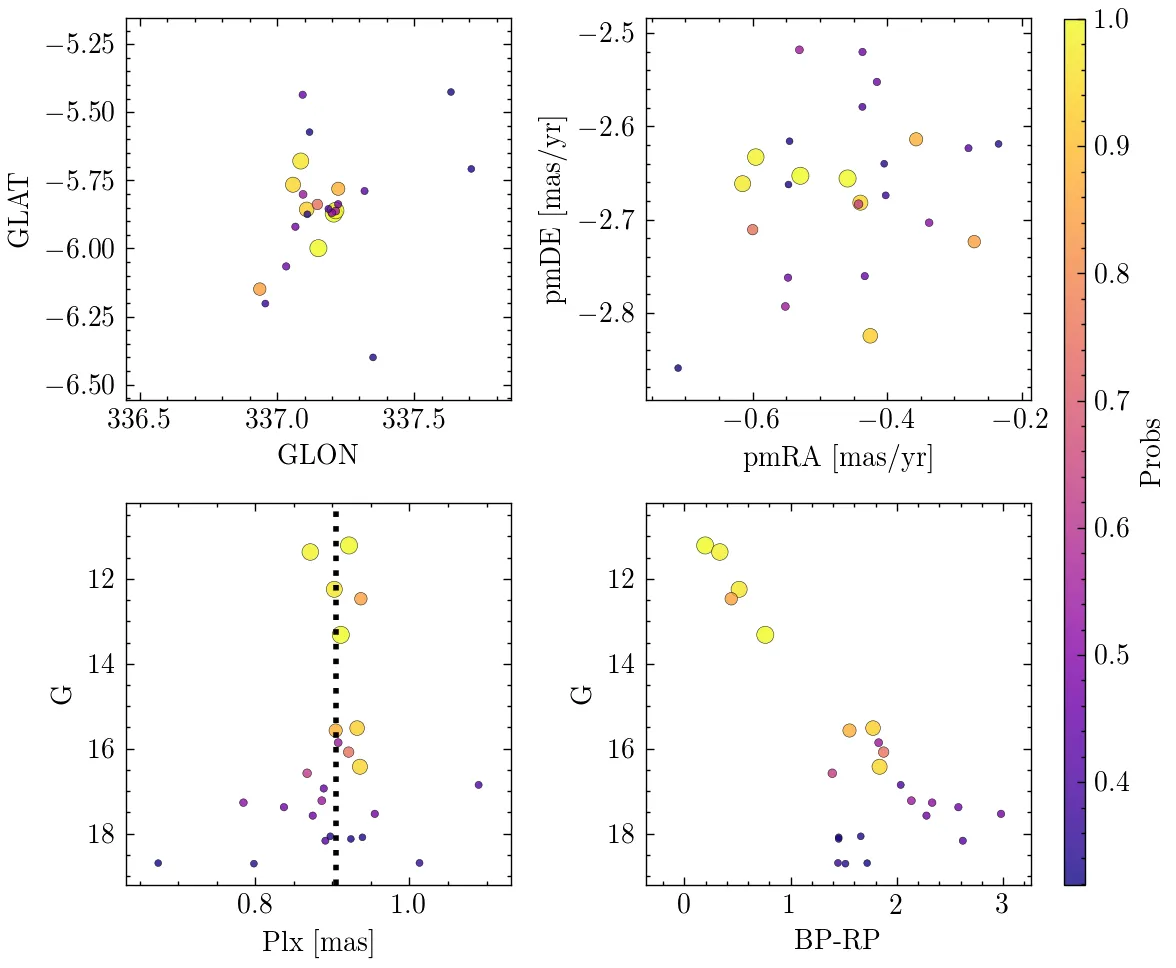 −5.25
−5.50
−5.75
−6.00
−6.25
−6.50
GLAT
336.5 337.0 337.5
GLON
−2.5
−2.6
−2.7
−2.8
pmDE [mas/yr]
−0.6 −0.4 −0.2
pmRA [mas/yr]
12
14
16
18
G
0.8 1.0
Plx [mas]
12
14
16
18
G
0 1 2 3
BP-RP
1.0
0.9
0.8
0.7
0.6
0.5
0.4
Probs